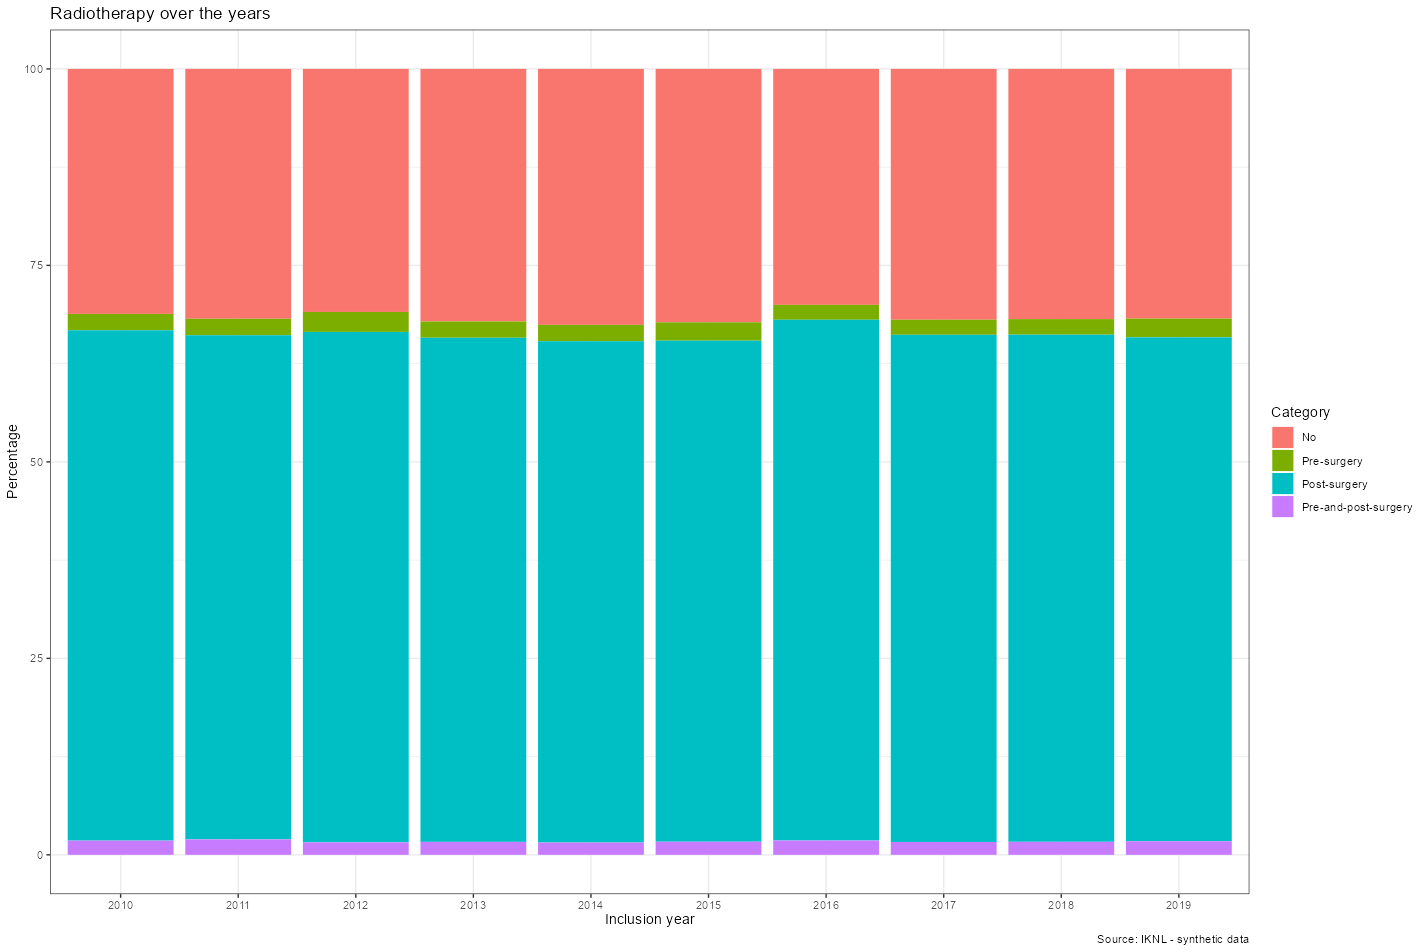 Radiotherapy over the years
Percentage
100
75
50
25
0
2010 2011 2012 2013 2014 2015 2016 2017 2018 2019
Inclusion year
Category
No
Pre-surgery
Post-surgery
Pre-and-post-surgery
Source: IKNL - synthetic data